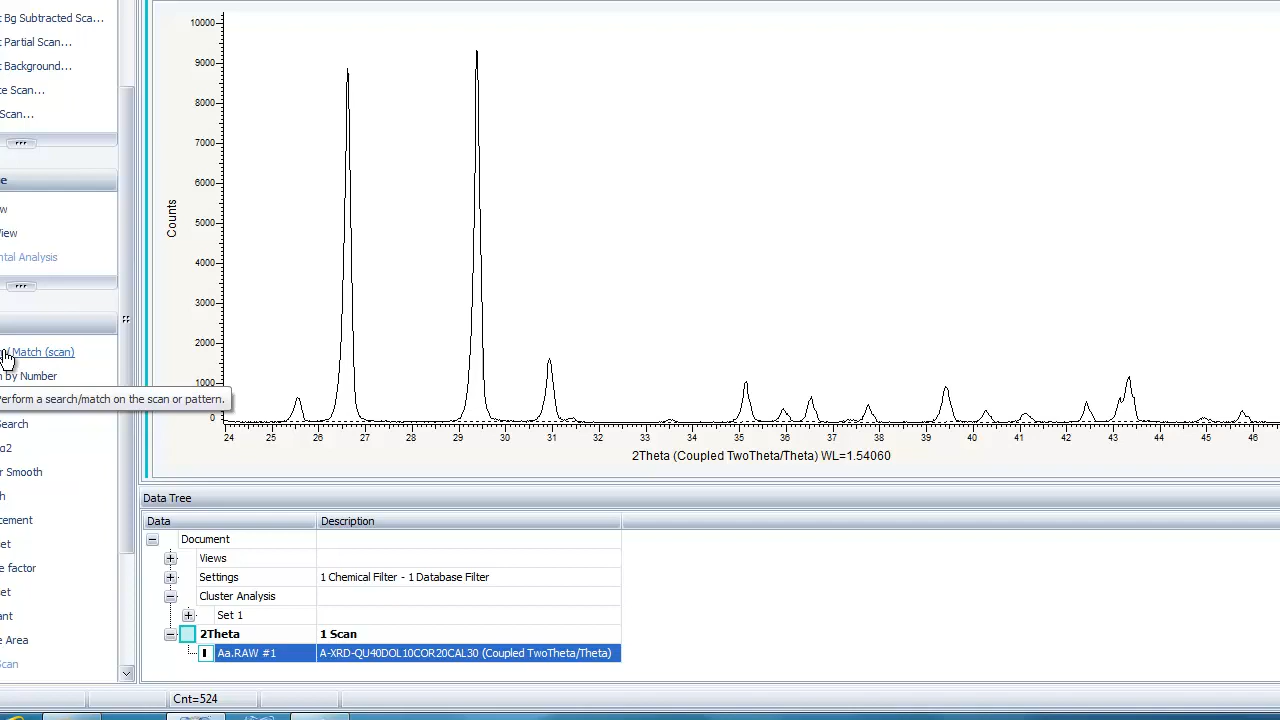 t Bg Subtracted Sca...
t Partial Scan...
t Background...
te Scan...
Scan...
re
w
View
ntal Analysis
/Match (scan)
h by Number
Perform a search/match on the scan or pattern.
Search
a2
r Smooth
h
cement
et
e factor
et
ant
e Area
Scan
10000
9000
8000
7000
6000
5000
4000
3000
2000
1000
0
Counts
24 25 26 27 28 29 30 31 32 33 34 35 36 37 38 39 40 41 42 43 44 45 46
2Theta (Coupled TwoTheta/Theta) WL=1.54060
Data Tree
Data Description
Document
Views
Settings 1 Chemical Filter - 1 Database Filter
Cluster Analysis
Set 1
2Theta 1 Scan
Aa.RAW #1 A-XRD-QU40DOL10COR20CAL30 (Coupled TwoTheta/Theta)
Cnt=524